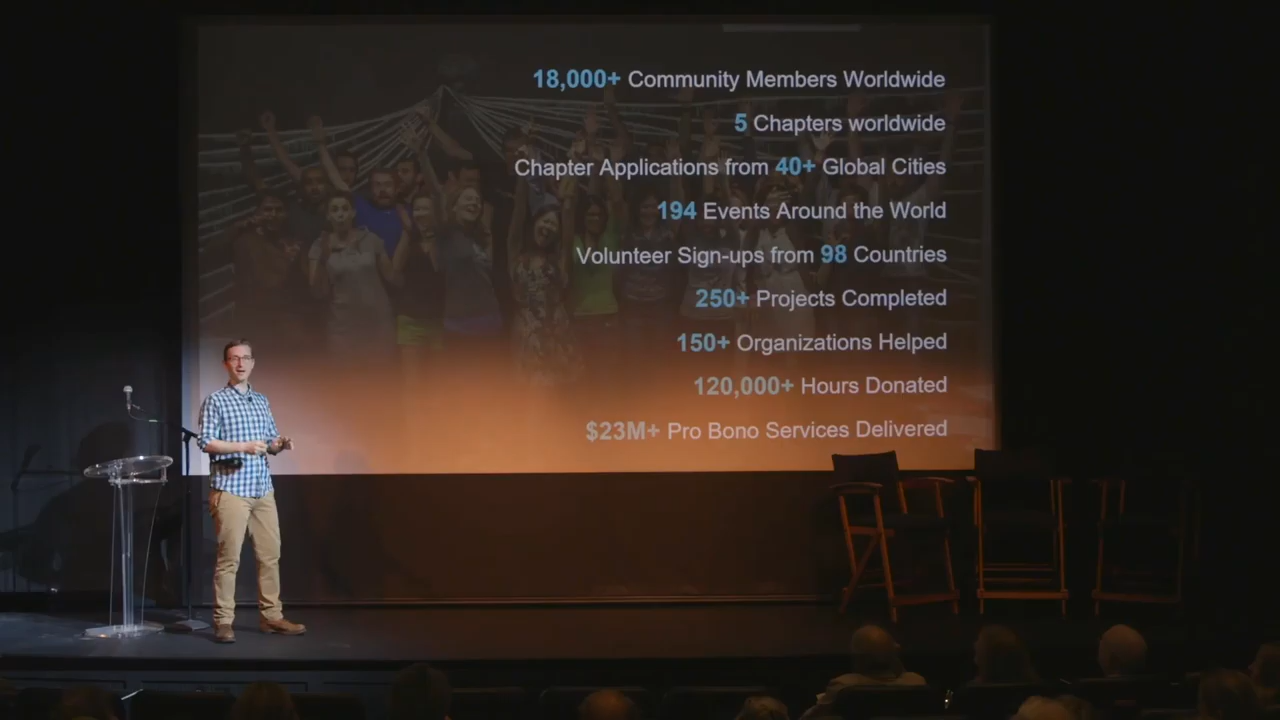 18,000+ Community Members Worldwide
5 Chapters worldwide
Chapter Applications from 40+ Global Cities
194 Events Around the World
Volunteer Sign-ups from 98 Countries
250+ Projects Completed
150+ Organizations Helped
120,000+ Hours Donated
$23M+ Pro Bono Services Delivered